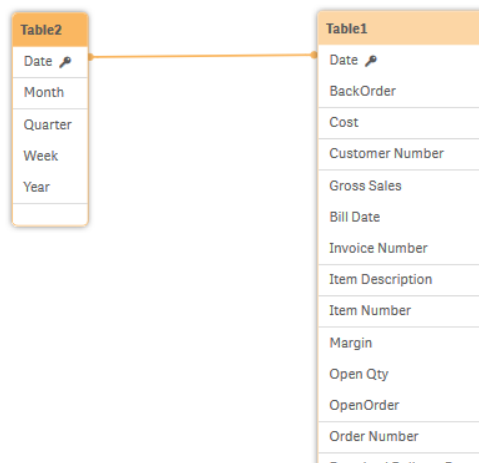 Table2
Date
Month
Quarter
Week
Year
Table1
Date
BackOrder
Cost
Customer Number
Gross Sales
Bill Date
Invoice Number
Item Description
Item Number
Margin
Open Qty
OpenOrder
Order Number